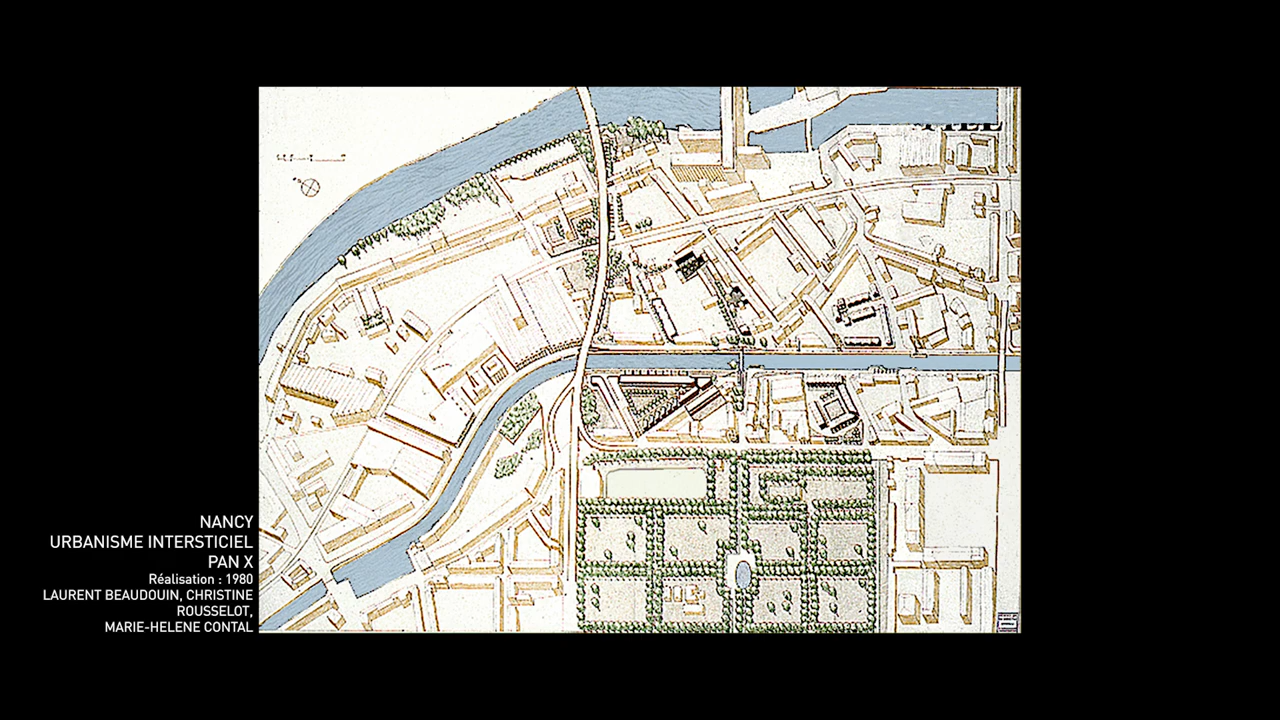 NANCY
URBANISME INTERSTICIEL
PAN X
Réalisation : 1980
LAURENT BEAUDOUIN, CHRISTINE
ROUSSELOT,
MARIE-HELENE CONTAL